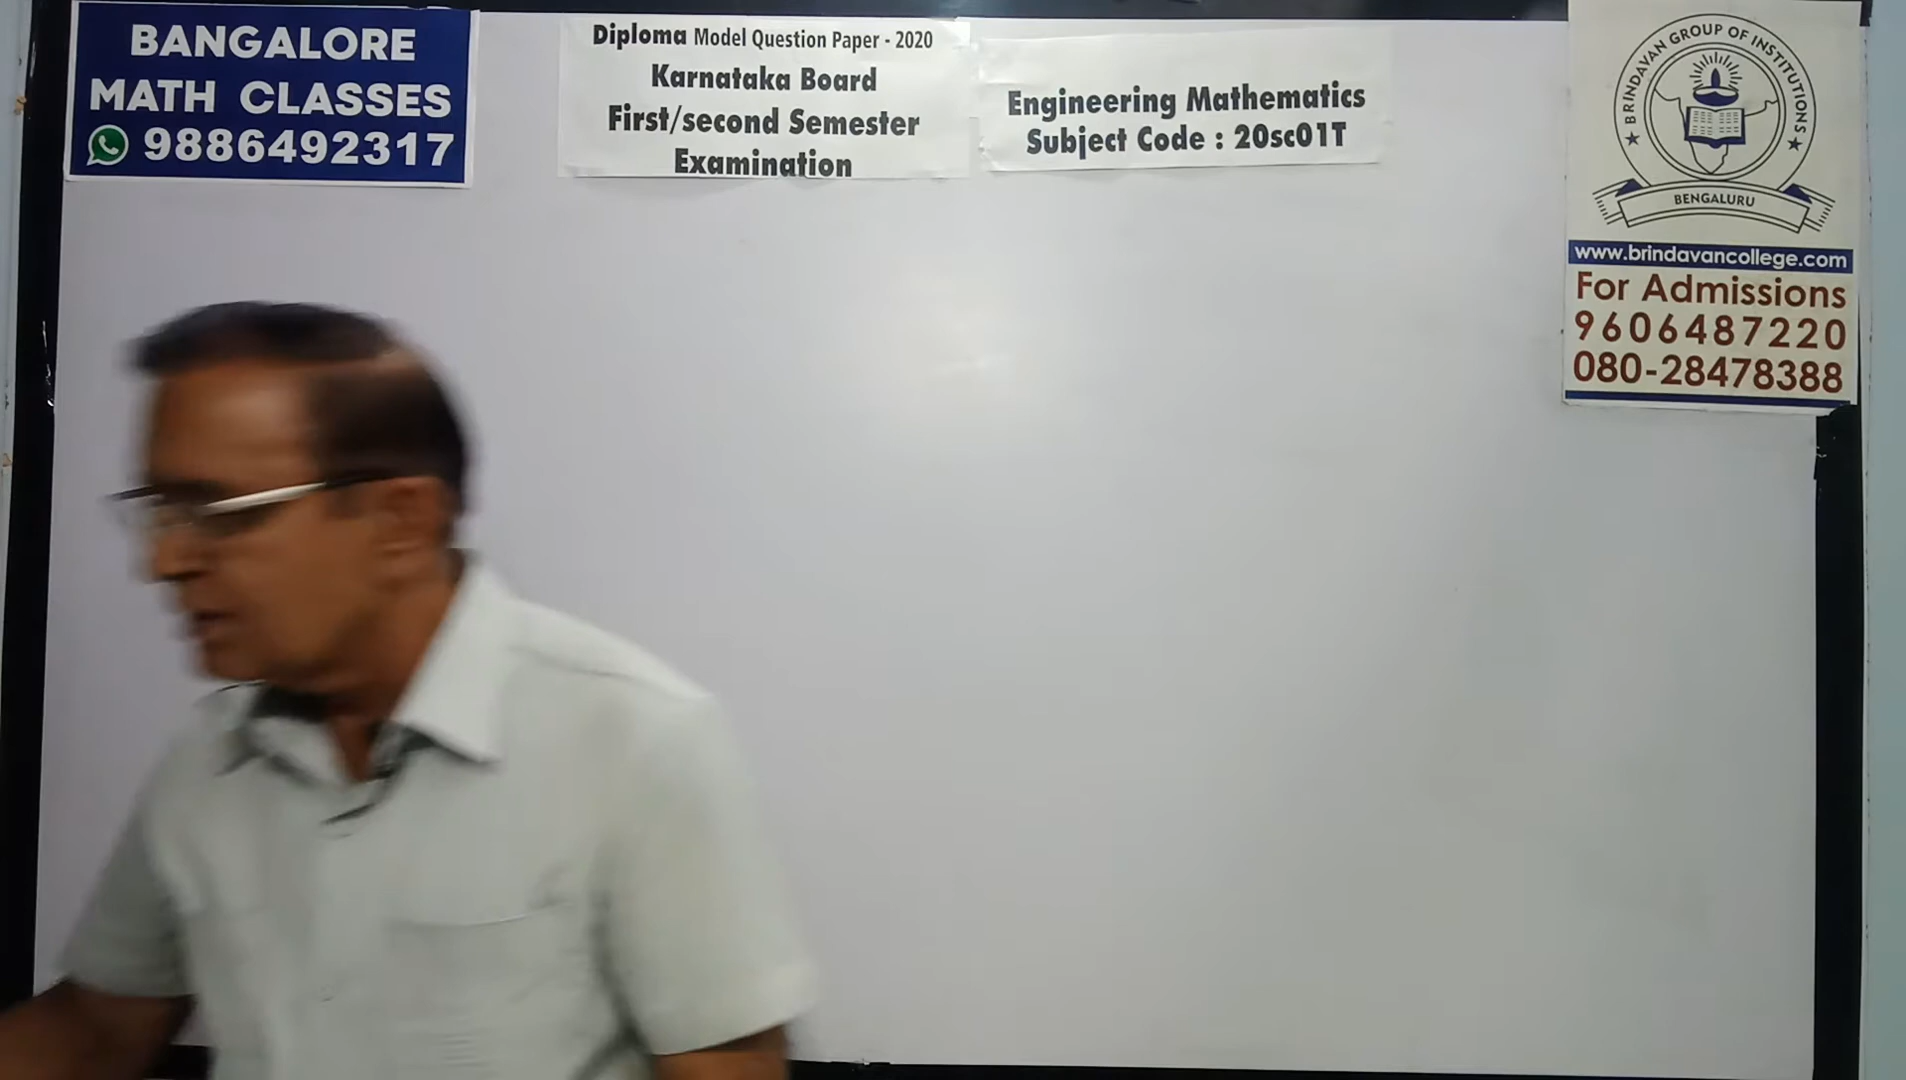 BANGALORE
MATH CLASSES
9886492317
Diploma Model Question Paper - 2020
Karnataka Board
First/second Semester
Examination
Engineering Mathematics
Subject Code : 20sc01T
★ BRINDAVAN GROUP OF INSTITUTIONS ★
BENGALURU
www.brindavancollege.com
For Admissions
9606487220
080-28478388